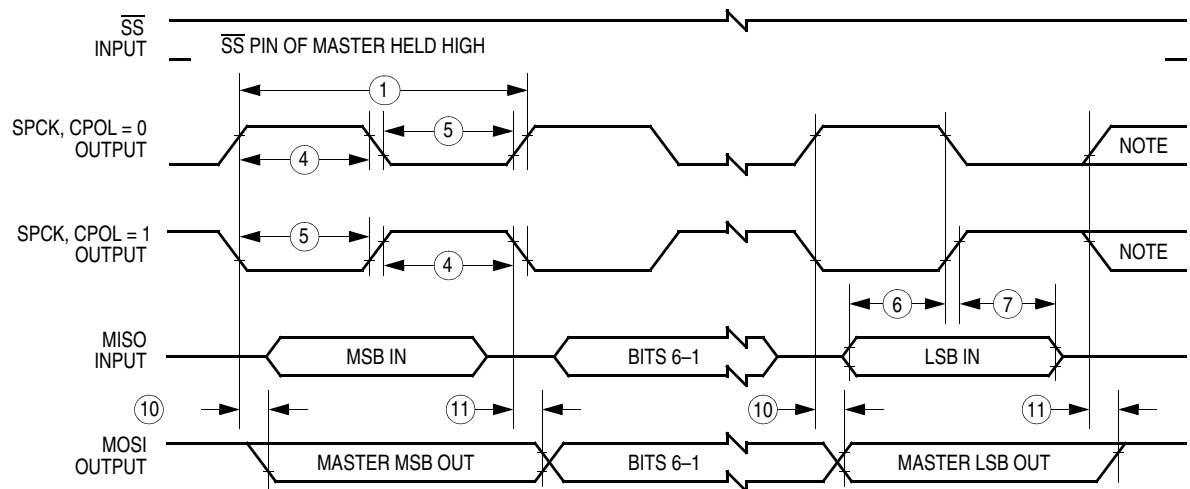 SS
INPUT
SS PIN OF MASTER HELD HIGH
1
SPCK, CPOL = 0
OUTPUT
5
4
NOTE
SPCK, CPOL = 1
OUTPUT
5
4
NOTE
6
7
MISO
INPUT
MSB IN
BITS 6–1
LSB IN
10
11
10
11
MOSI
OUTPUT
MASTER MSB OUT
BITS 6–1
MASTER LSB OUT